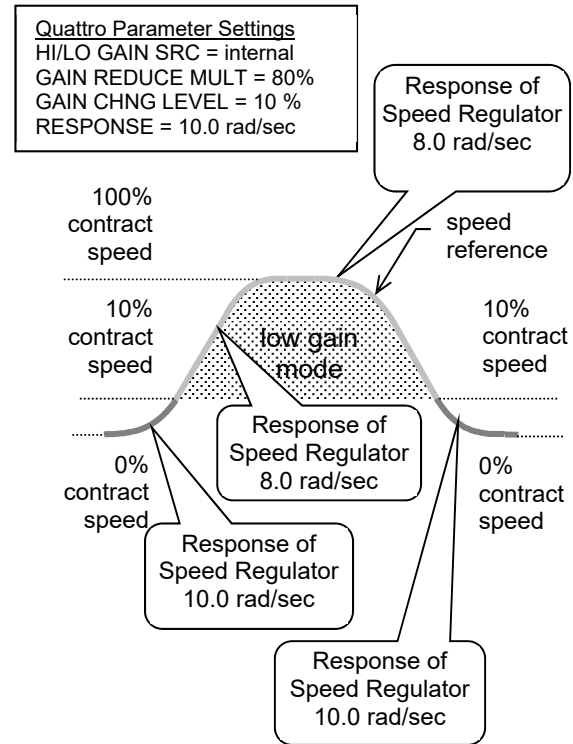 Quattro Parameter Settings
HI/LO GAIN SRC = internal
GAIN REDUCE MULT = 80%
GAIN CHNG LEVEL = 10 %
RESPONSE = 10.0 rad/sec
Response of
Speed Regulator
8.0 rad/sec
100%
contract
speed
speed
reference
10%
contract
speed
low gain
mode
10%
contract
speed
Response of
Speed Regulator
8.0 rad/sec
0%
contract
speed
0%
contract
speed
Response of
Speed Regulator
10.0 rad/sec
Response of
Speed Regulator
10.0 rad/sec